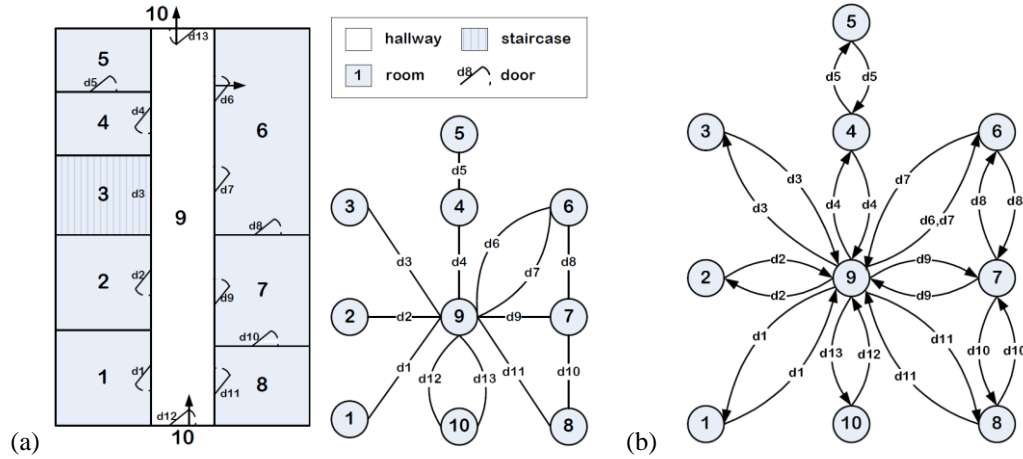 10
d13
5
d5
d4
4
d6
6
3
d3
d7
9
d8
2
d2
7
d9
d10
1
d1
8
d11
d12
10
hallway
staircase
1 room
d8 door
5
d5
3
4
6
d3
d4
d6
d7
d8
2
d2
9
d9
7
d1
d12
d13
d11
d10
1
10
8
(a)
5
d5 d5
3
4
6
d3
d3
d4 d4
d7
d6,d7
d8 d8
2
d2
d2
9
d9
d9
7
d1
d1
d13 d12
d11
d11
d10 d10
1
10
8
(b)